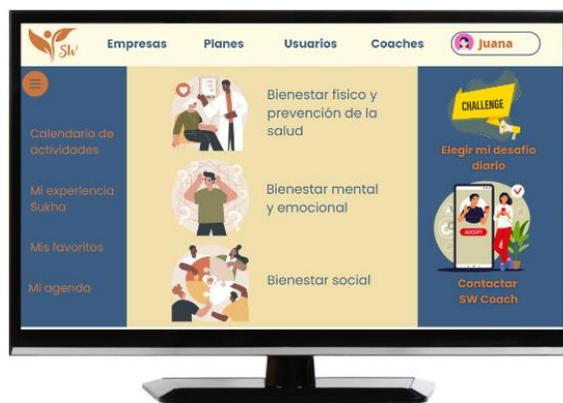 SW
Empresas
Planes
Usuarios
Coaches
Juana
Calendario de
actividades
Mi experiencia
Sukha
Mis favoritos
Mi agenda
Bienestar físico y
prevención de la
salud
Bienestar mental
y emocional
Bienestar social
CHALLENGE
Elegir mi desafío
diario
ACCEPT
Contactar
SW Coach